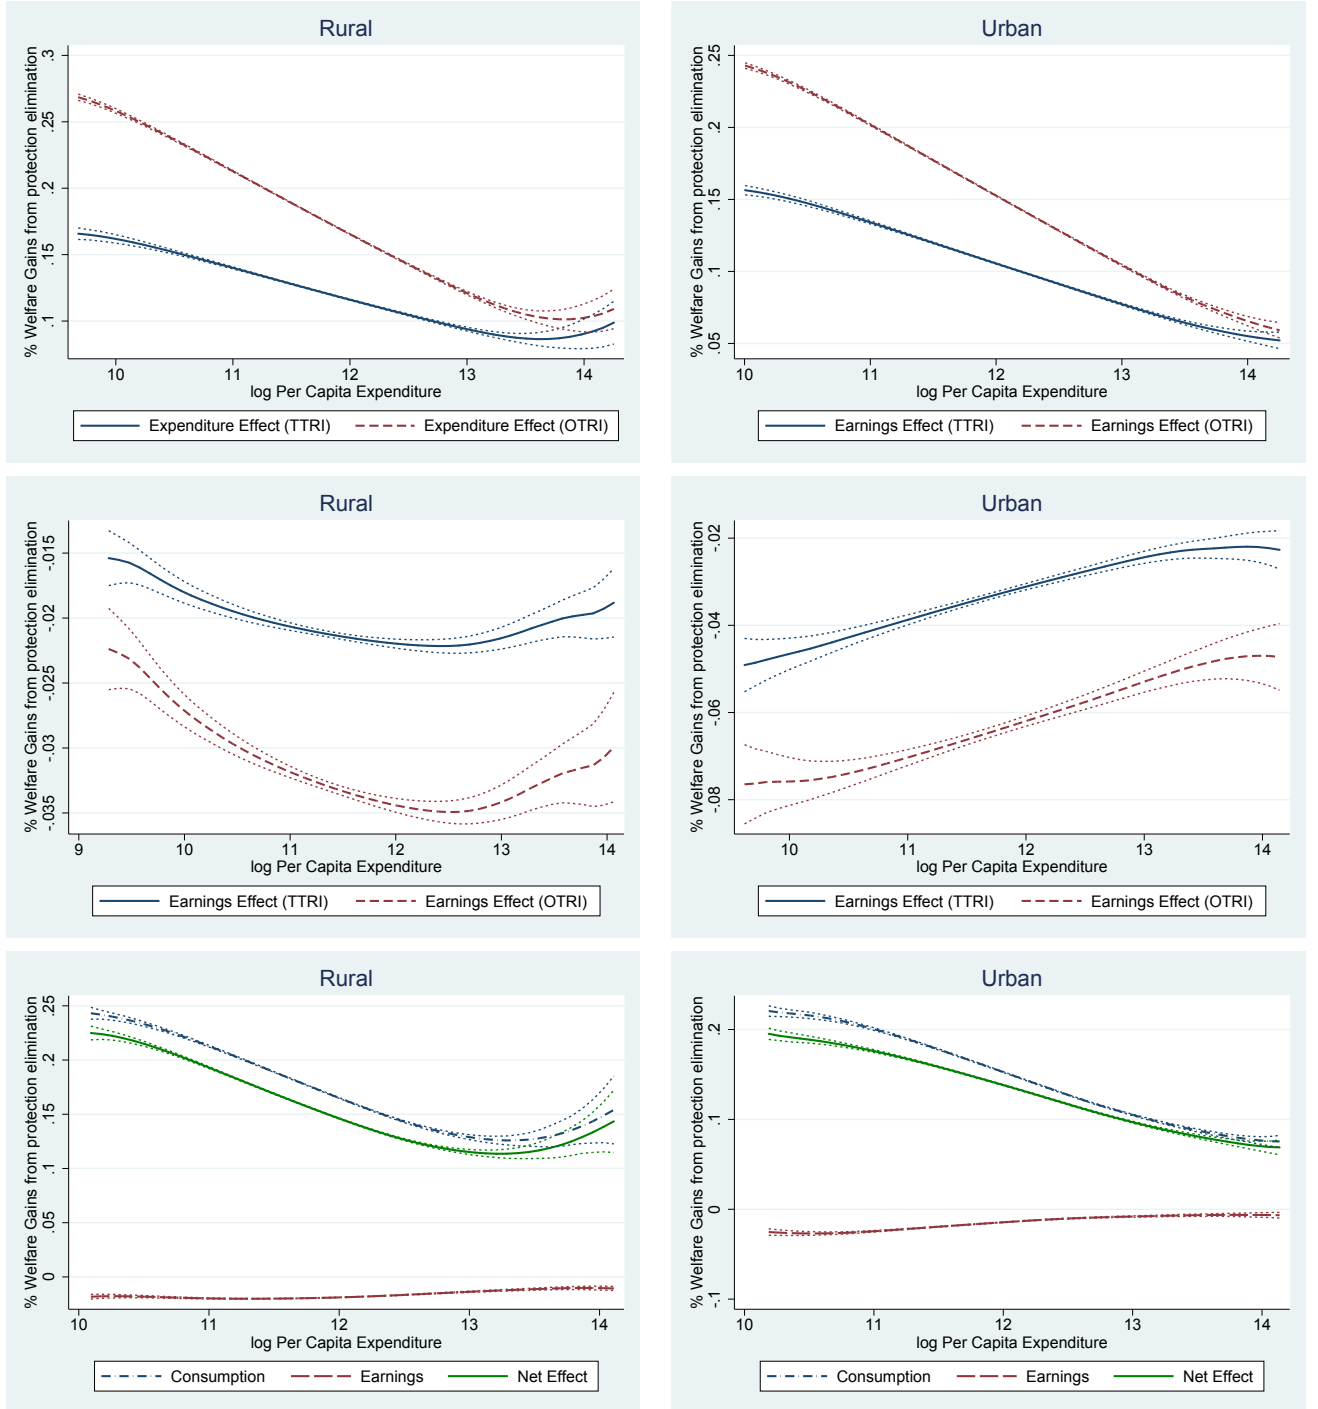 Rural
% Welfare Gains from protection elimination
.3
.25
.2
.15
.1
10 11 12 13 14
log Per Capita Expenditure
Expenditure Effect (TTRI) Expenditure Effect (OTRI)
Urban
% Welfare Gains from protection elimination
.25
.2
.15
.1
.05
10 11 12 13 14
log Per Capita Expenditure
Earnings Effect (TTRI) Earnings Effect (OTRI)
Rural
% Welfare Gains from protection elimination
-.015
-.02
-.025
-.03
-.035
9 10 11 12 13 14
log Per Capita Expenditure
Earnings Effect (TTRI) Earnings Effect (OTRI)
Urban
% Welfare Gains from protection elimination
-.02
-.04
-.06
-.08
10 11 12 13 14
log Per Capita Expenditure
Earnings Effect (TTRI) Earnings Effect (OTRI)
Rural
% Welfare Gains from protection elimination
.25
.2
.15
.1
.05
0
10 11 12 13 14
log Per Capita Expenditure
Consumption Earnings Net Effect
Urban
% Welfare Gains from protection elimination
.2
.1
0
-.1
10 11 12 13 14
log Per Capita Expenditure
Consumption Earnings Net Effect